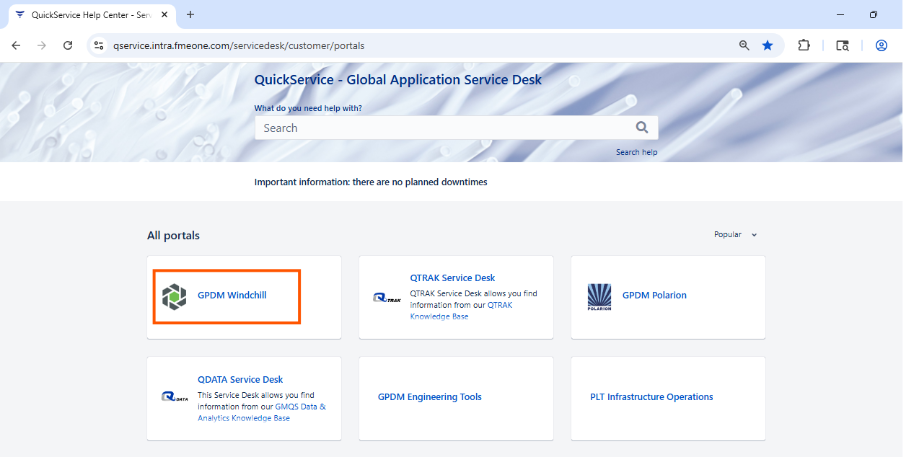 QuickService Help Center - Serv
qservice.intra.fmeone.com/servicedesk/customer/portals
QuickService - Global Application Service Desk
What do you need help with?
Search
Search help
Important information: there are no planned downtimes
All portals
Popular
GPDM Windchill
QTRAK
QTRAK Service Desk
QTRAK Service Desk allows you find
information from our QTRAK
Knowledge Base
POLARION
GPDM Polarion
QDATA
QDATA Service Desk
This Service Desk allows you find
information from our GMQS Data &
Analytics Knowledge Base
GPDM Engineering Tools
PLT Infrastructure Operations